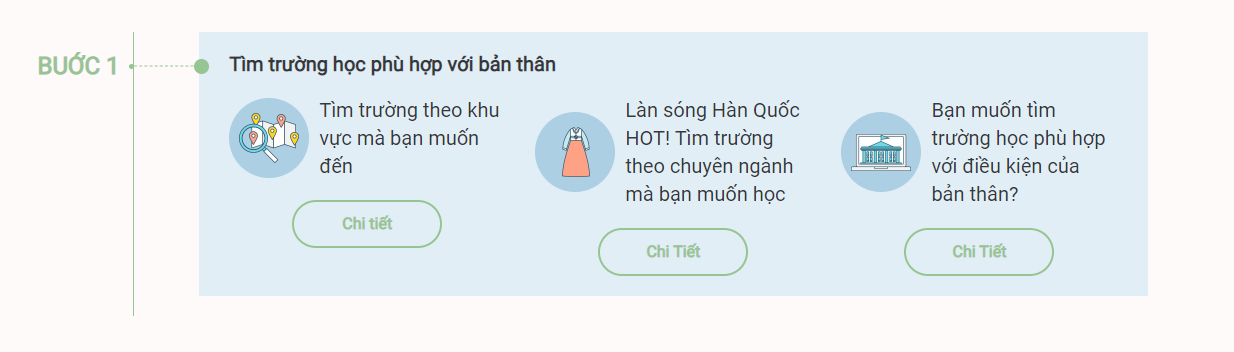 BƯỚC 1
Tìm trường học phù hợp với bản thân
Tìm trường theo khu
vực mà bạn muốn
đến
Chi tiết
Làn sóng Hàn Quốc
HOT! Tìm trường
theo chuyên ngành
mà bạn muốn học
Chi Tiết
Bạn muốn tìm
trường học phù hợp
với điều kiện của
bản thân?
Chi Tiết